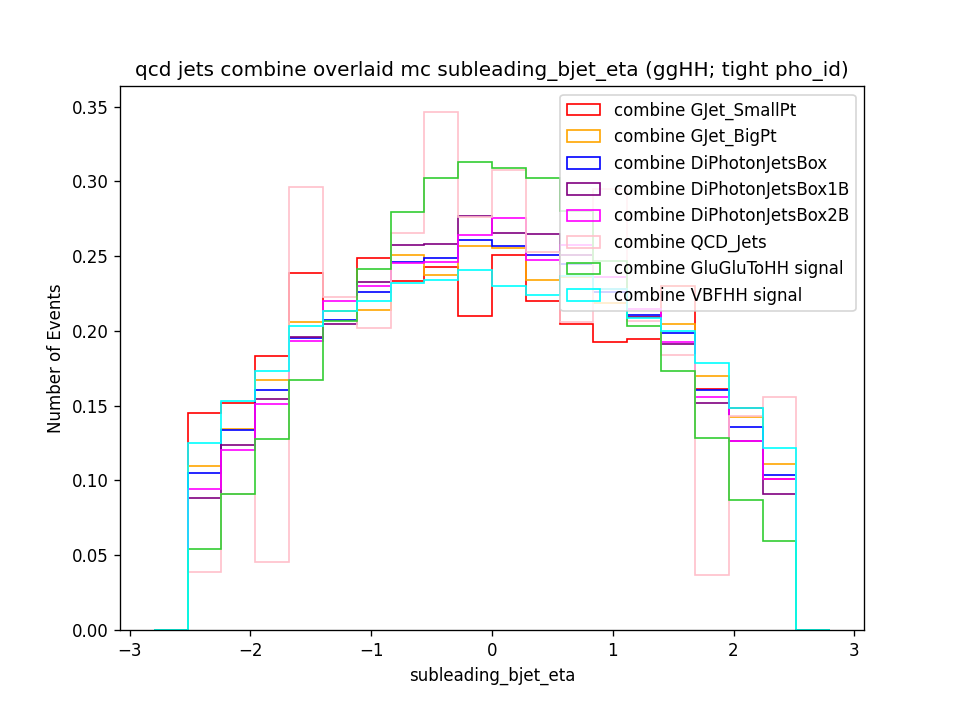 qcd jets combine overlaid mc subleading_bjet_eta (ggHH; tight pho_id)
0.35
0.30
0.25
0.20
0.15
0.10
0.05
0.00
Number of Events
combine GJet_SmallPt
combine GJet_BigPt
combine DiPhotonJetsBox
combine DiPhotonJetsBox1B
combine DiPhotonJetsBox2B
combine QCD_Jets
combine GluGluToHH signal
combine VBFHH signal
−3 −2 −1 0 1 2 3
subleading_bjet_eta